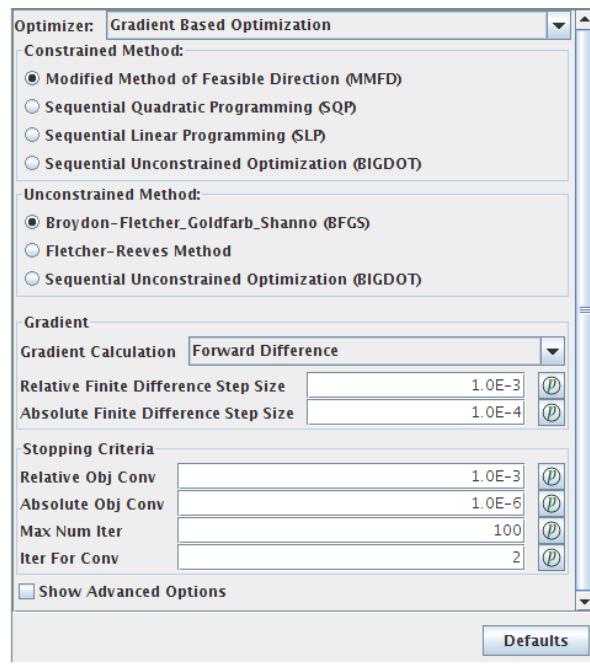 Optimizer: Gradient Based Optimization
Constrained Method:
Modified Method of Feasible Direction (MMFD)
Sequential Quadratic Programming (SQP)
Sequential Linear Programming (SLP)
Sequential Unconstrained Optimization (BIGDOT)
Unconstrained Method:
Broydon-Fletcher_Goldfarb_Shanno (BFGS)
Fletcher-Reeves Method
Sequential Unconstrained Optimization (BIGDOT)
Gradient
Gradient Calculation Forward Difference
Relative Finite Difference Step Size 1.0E-3 p
Absolute Finite Difference Step Size 1.0E-4 p
Stopping Criteria
Relative Obj Conv 1.0E-3 p
Absolute Obj Conv 1.0E-6 p
Max Num Iter 100 p
Iter For Conv 2 p
Show Advanced Options
Defaults